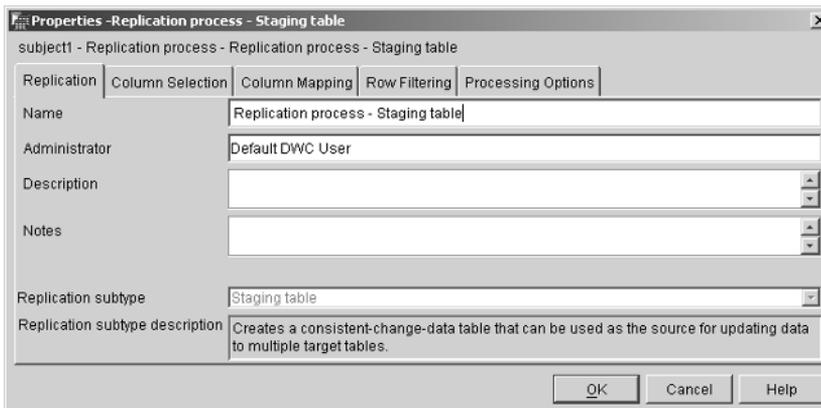 Properties -Replication process - Staging table
subject1 - Replication process - Replication process - Staging table
Replication Column Selection Column Mapping Row Filtering Processing Options
Name Replication process - Staging table
Administrator Default DWC User
Description
Notes
Replication subtype Staging table
Replication subtype description Creates a consistent-change-data table that can be used as the source for updating data
to multiple target tables.
OK Cancel Help